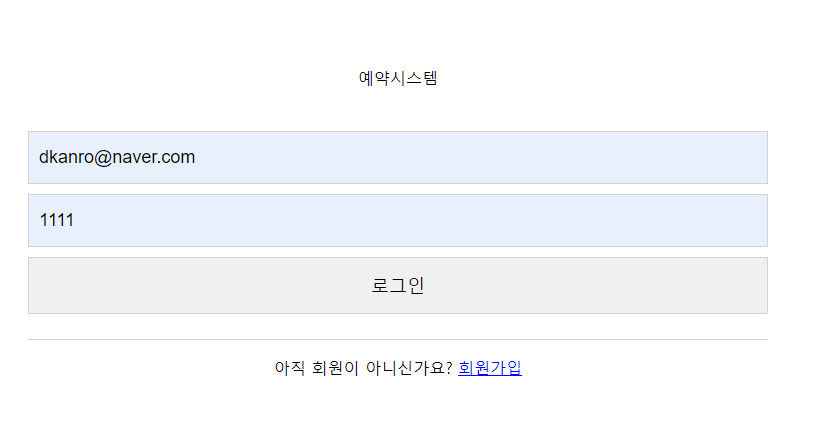 예약시스템
dkanro@naver.com
1111
로그인
아직 회원이 아니신가요? 회원가입